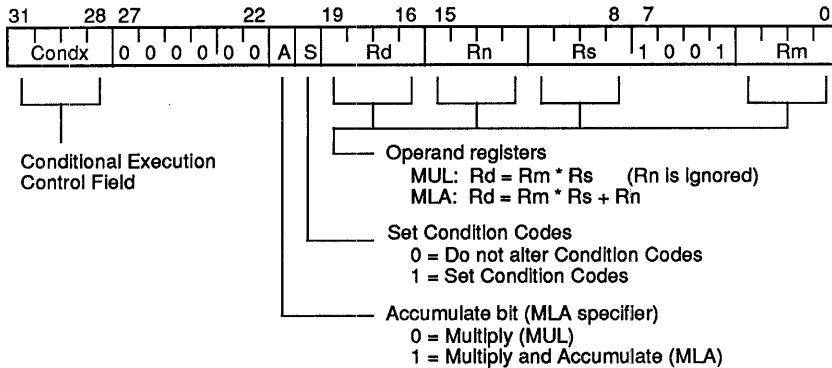 31 28 27 22 19 16 15 8 7 0
Condx 0 0 0 0 0 0 A S Rd Rn Rs 1 0 0 1 Rm
Conditional Execution
Control Field
Operand registers
MUL: Rd = Rm * Rs (Rn is ignored)
MLA: Rd = Rm * Rs + Rn
Set Condition Codes
0 = Do not alter Condition Codes
1 = Set Condition Codes
Accumulate bit (MLA specifier)
0 = Multiply (MUL)
1 = Multiply and Accumulate (MLA)